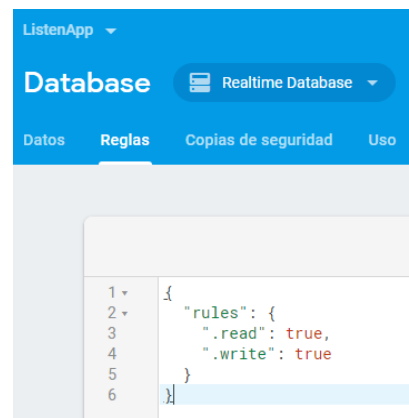 ListenApp
Database Realtime Database
Datos Reglas Copias de seguridad Uso
1 {
2 "rules": {
3 ".read": true,
4 ".write": true
5 }
6 }